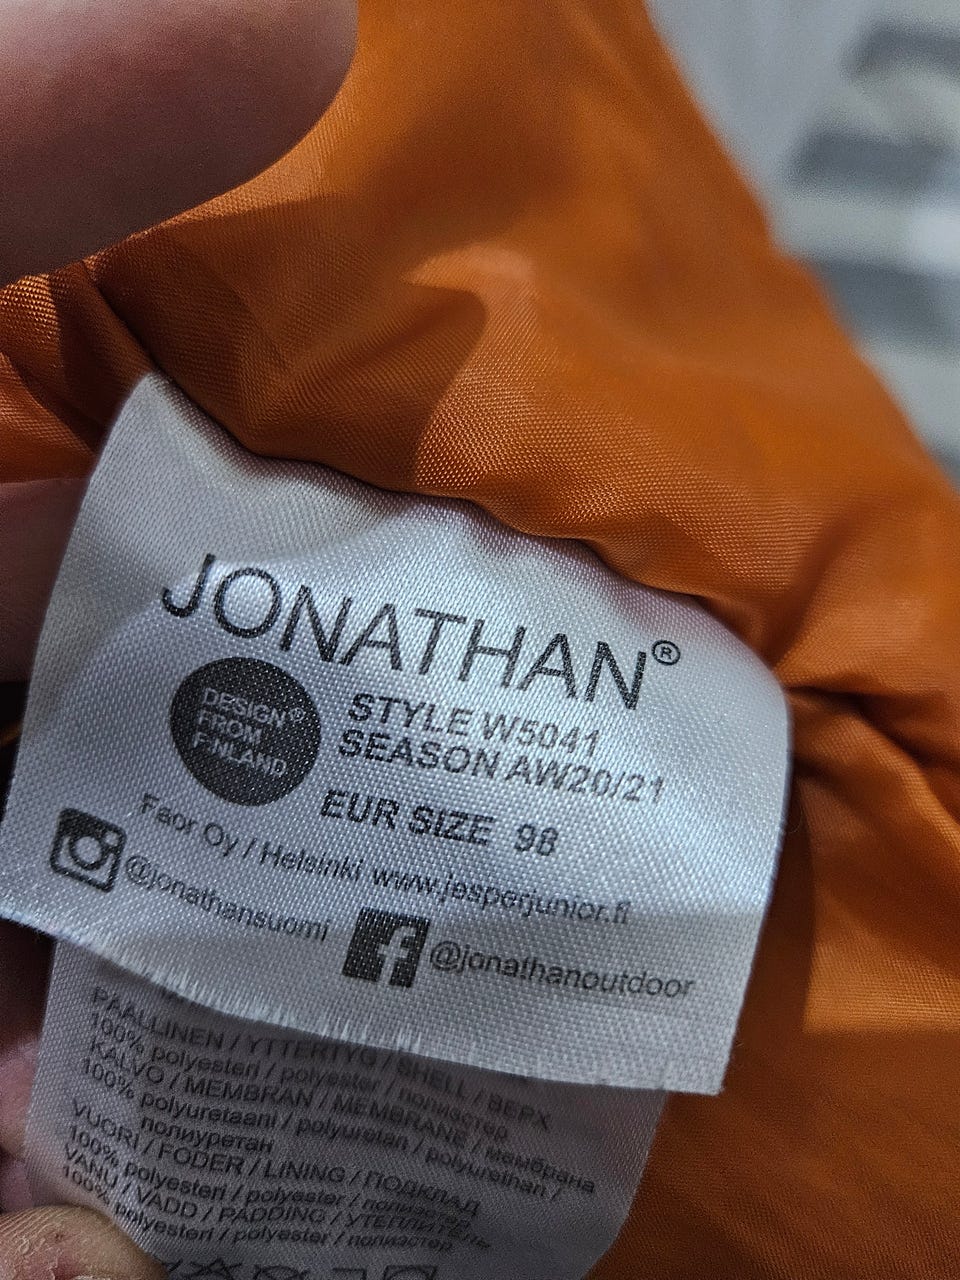 JONATHAN®
DESIGN®
FROM
FINLAND
STYLE W5041
SEASON AW20/21
EUR SIZE 98
Faor Oy / Helsinki www.jesperjunior.fi
@jonathansuomi
f @jonathanoutdoor
PÄÄLLINEN / YTTERTYG / SHELL / ВЕРХ
100% polyesteri / polyester / полиэстер
KALVO / MEMBRAN / MEMBRANE / мембрана
100% polyuretaani / polyuretan / polyurethan /
полиуретан
VUORI / FODER / LINING / ПОДКЛАД
100% polyesteri / polyester / полиэстер
VANU / VADD / PADDING / УТЕПЛИТЕЛЬ
100% polyesteri / polyester / полиэстер